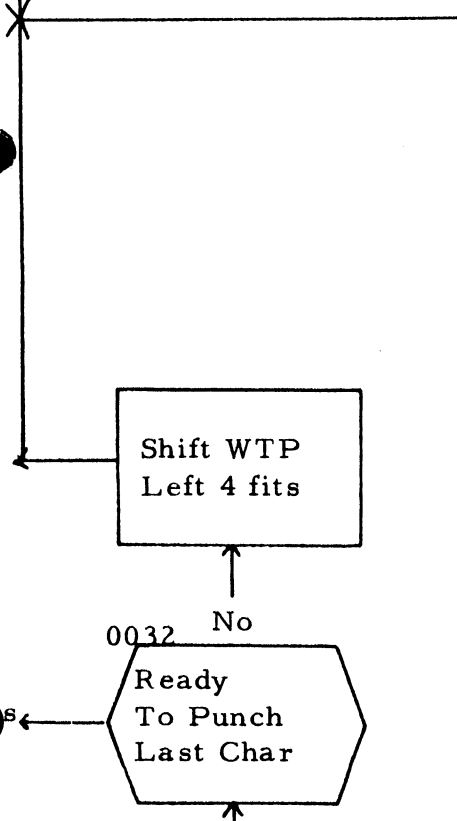 Shift WTP
Left 4 fits
No
0032
Ready
To Punch
Last Char
s